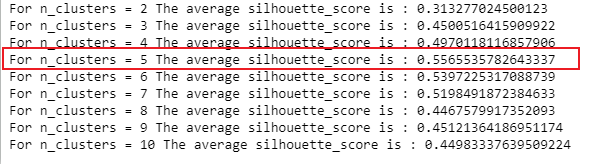 For n_clusters = 2 The average silhouette_score is : 0.313277024500123
For n_clusters = 3 The average silhouette_score is : 0.4500516415909922
For n_clusters = 4 The average silhouette_score is : 0.4970118116857906
For n_clusters = 5 The average silhouette_score is : 0.5565535782643337
For n_clusters = 6 The average silhouette_score is : 0.5397225317088739
For n_clusters = 7 The average silhouette_score is : 0.5198491872384633
For n_clusters = 8 The average silhouette_score is : 0.4467579917352093
For n_clusters = 9 The average silhouette_score is : 0.45121364186951174
For n_clusters = 10 The average silhouette_score is : 0.44983337639509224